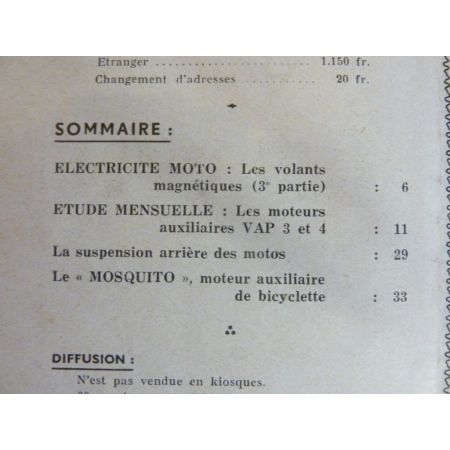 Etranger .................... 1.150 fr.
Changement d'adresses ........... 20 fr.
SOMMAIRE :
ELECTRICITE MOTO : Les volants
magnétiques (3e partie) : 6
ETUDE MENSUELLE : Les moteurs
auxiliaires VAP 3 et 4 : 11
La suspension arrière des motos : 29
Le « MOSQUITO », moteur auxiliaire
de bicyclette : 33
DIFFUSION :
N'est pas vendue en kiosques.